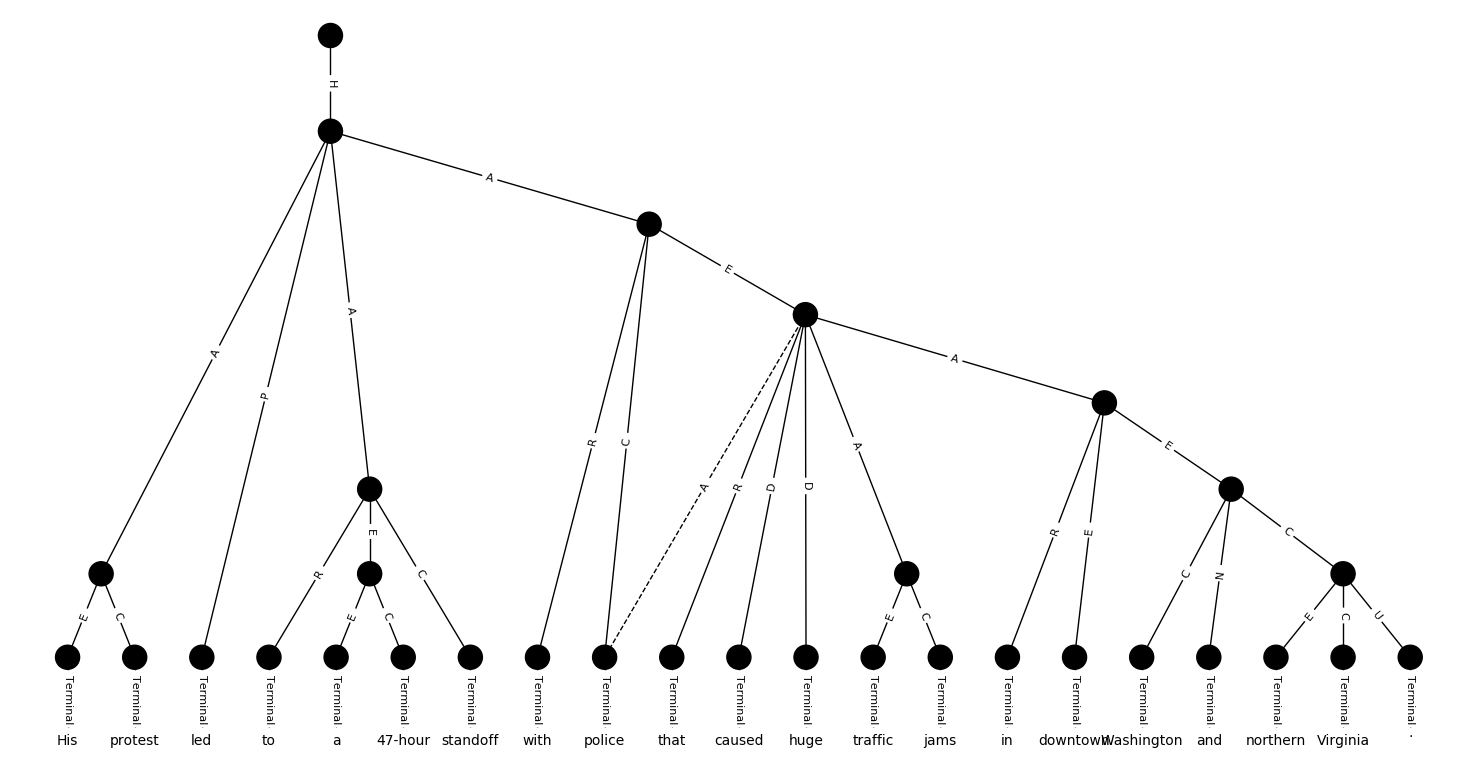 H
A
A
E
A
A
P
A
E
R
C
A
E
A
R
D
D
R
E
C
R
E
C
C
N
E
C
E
C
E
C
E
C
U
Terminal Terminal Terminal Terminal Terminal Terminal Terminal Terminal Terminal Terminal Terminal Terminal Terminal Terminal Terminal Terminal Terminal Terminal Terminal Terminal Terminal
His protest led to a 47-hour standoff with police that caused huge traffic jams in downtown Washington and northern Virginia .